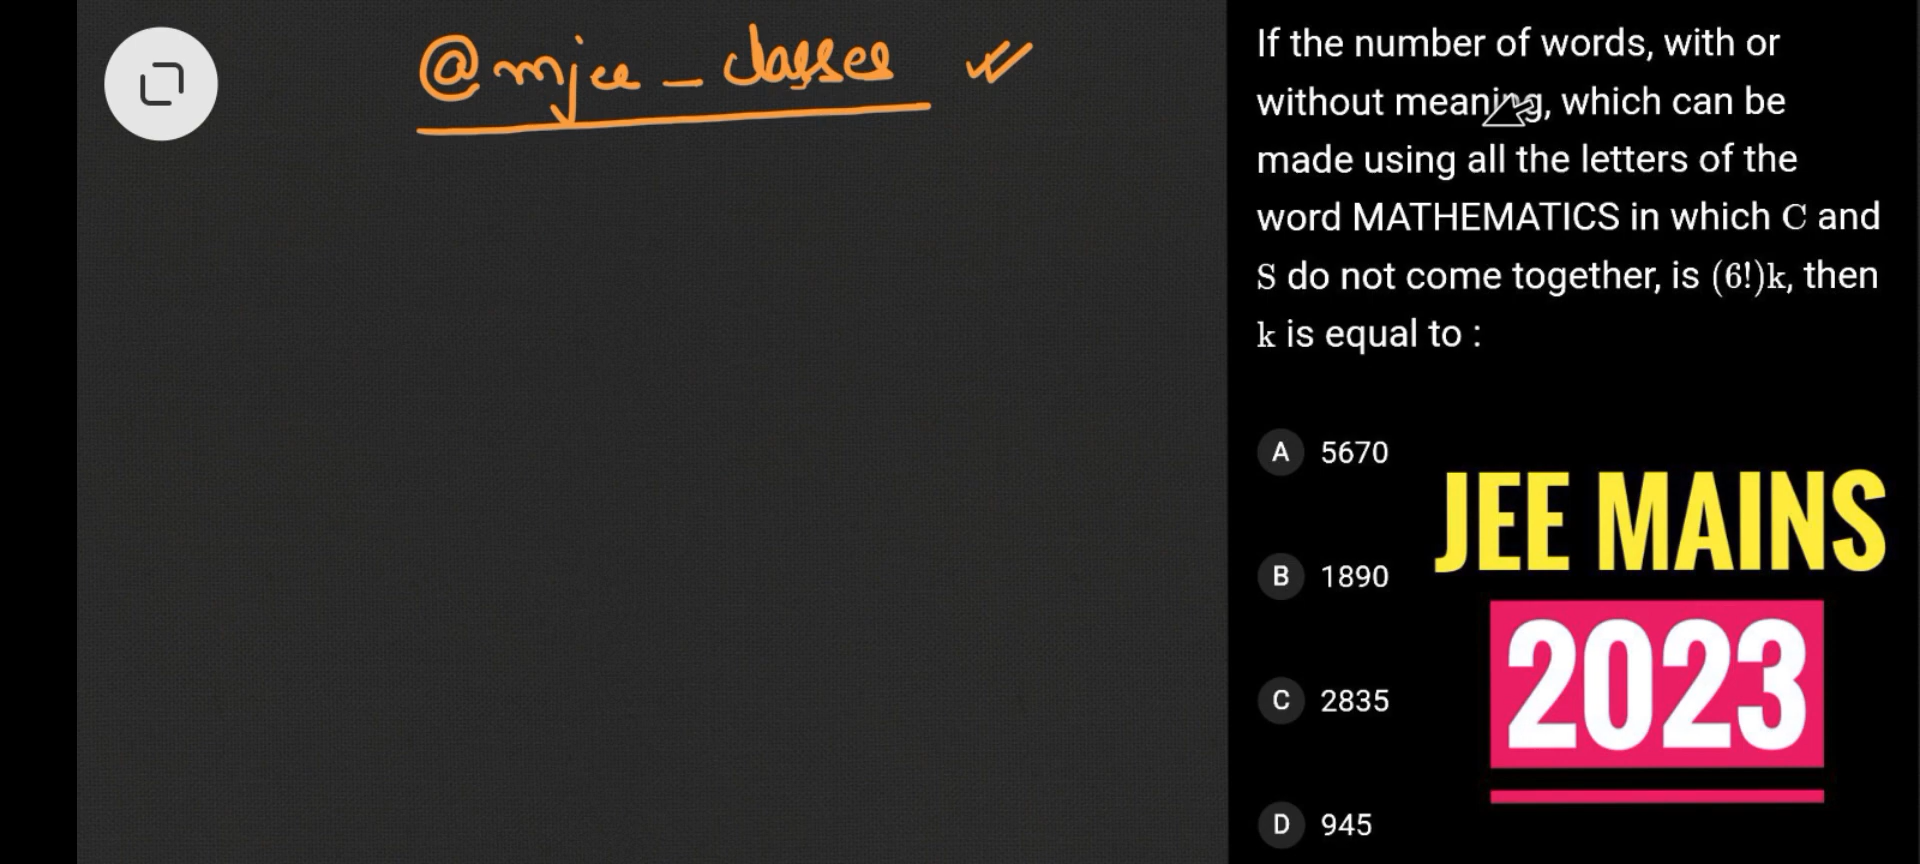 @mjee_classes
If the number of words, with or
without meaning, which can be
made using all the letters of the
word MATHEMATICS in which C and
S do not come together, is (6!)k, then
k is equal to :
A 5670
B 1890
C 2835
D 945
JEE MAINS
2023